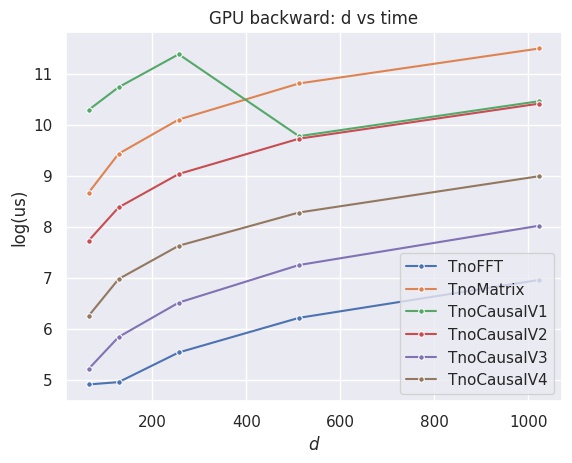 GPU backward: d vs time
log(us)
11
10
9
8
7
6
5
TnoFFT
TnoMatrix
TnoCausalV1
TnoCausalV2
TnoCausalV3
TnoCausalV4
200
400
600
800
1000
d